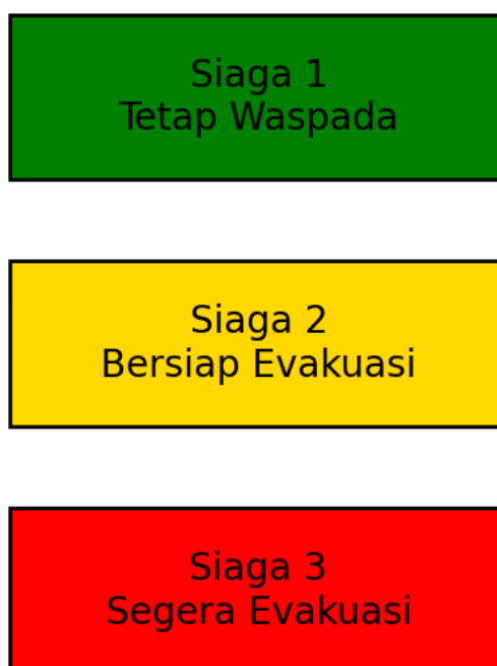 Siaga 1
Tetap Waspada
Siaga 2
Bersiap Evakuasi
Siaga 3
Segera Evakuasi